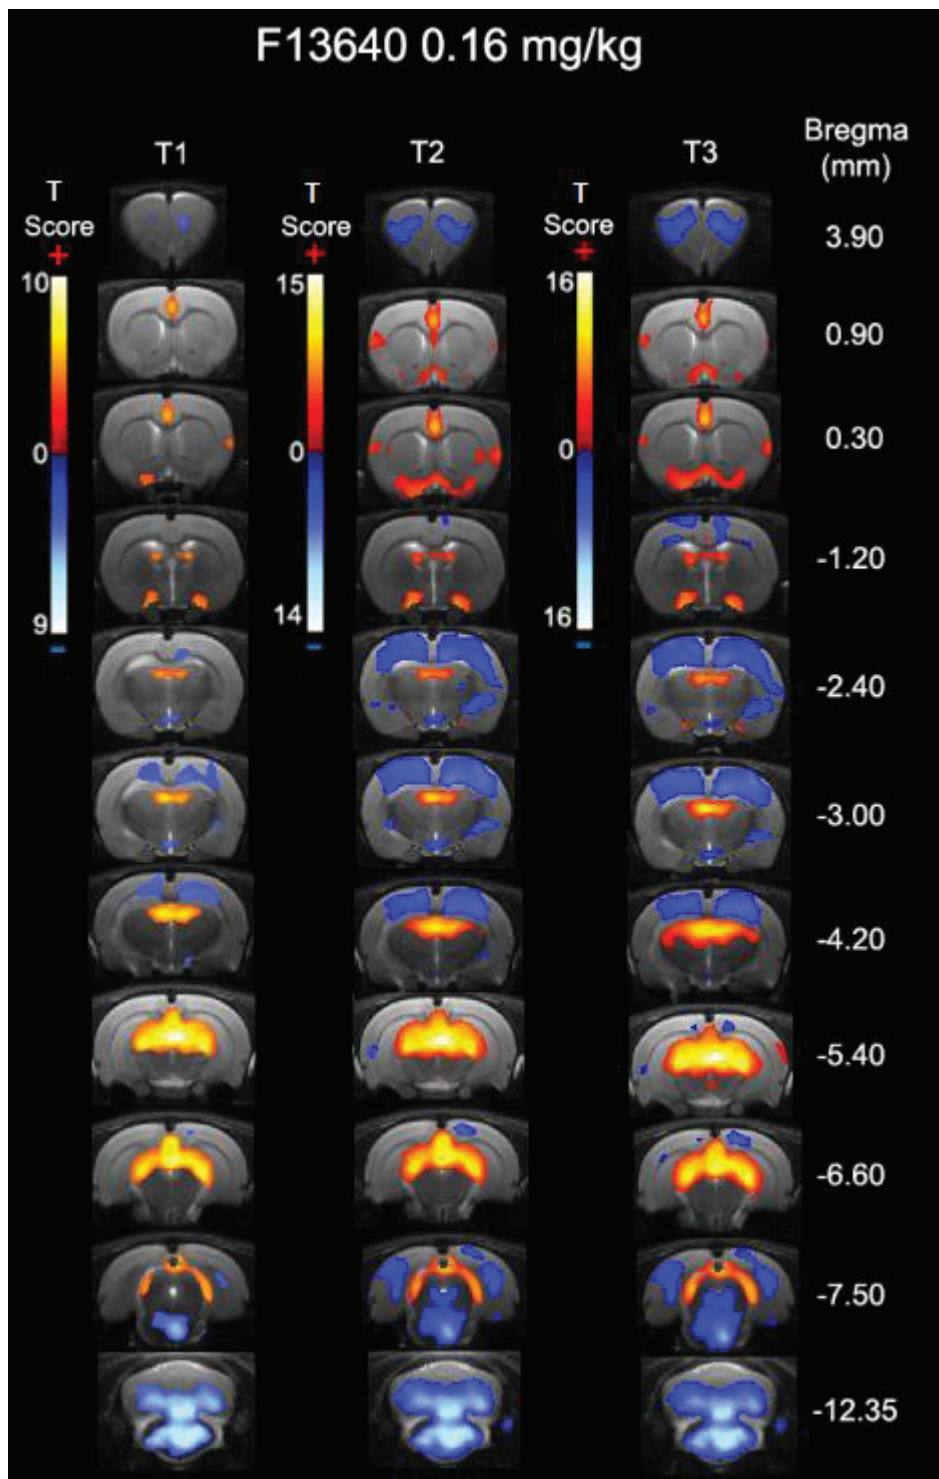 F13640 0.16 mg/kg
T1
T2
T3
Bregma
(mm)
T
Score
+
10
0
9
-
T
Score
+
15
0
14
-
T
Score
+
16
0
16
-
3.90
0.90
0.30
-1.20
-2.40
-3.00
-4.20
-5.40
-6.60
-7.50
-12.35